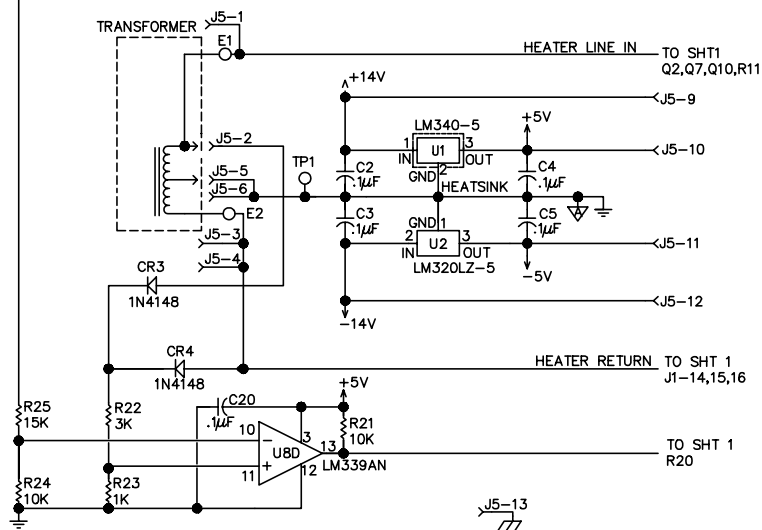 TRANSFORMER
J5-1
E1
HEATER LINE IN
TO SHT1
Q2,Q7,Q10,R11
+14V
J5-9
LM340-5
+5V
J5-2
1
U1
3
J5-10
IN
2
OUT
TP1
GND
J5-5
C2
.1µF
C4
.1µF
J5-6
HEATSINK
E2
C3
.1µF
GND
1
C5
.1µF
A
J5-3
2
U2
3
J5-11
IN
OUT
J5-4
LM320LZ-5
-5V
CR3
1N4148
J5-12
-14V
CR4
1N4148
HEATER RETURN
TO SHT 1
J1-14,15,16
+5V
R25
15K
R22
3K
C20
.1µF
R21
10K
10
-
3
U8D
13
LM339AN
+
11
12
TO SHT 1
R20
R24
10K
R23
1K
J5-13